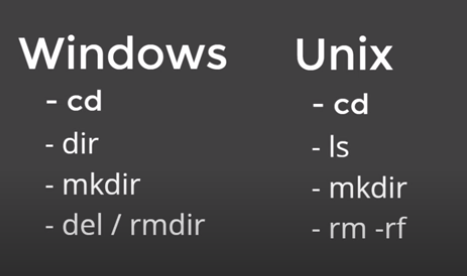 Windows
- cd
- dir
- mkdir
- del / rmdir
Unix
- cd
- ls
- mkdir
- rm -rf